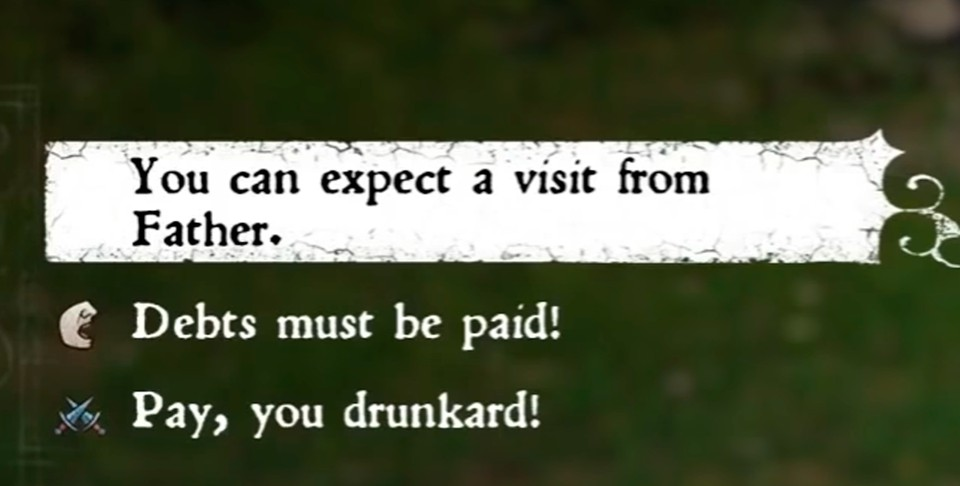 You can expect a visit from
Father.
Debts must be paid!
Pay, you drunkard!